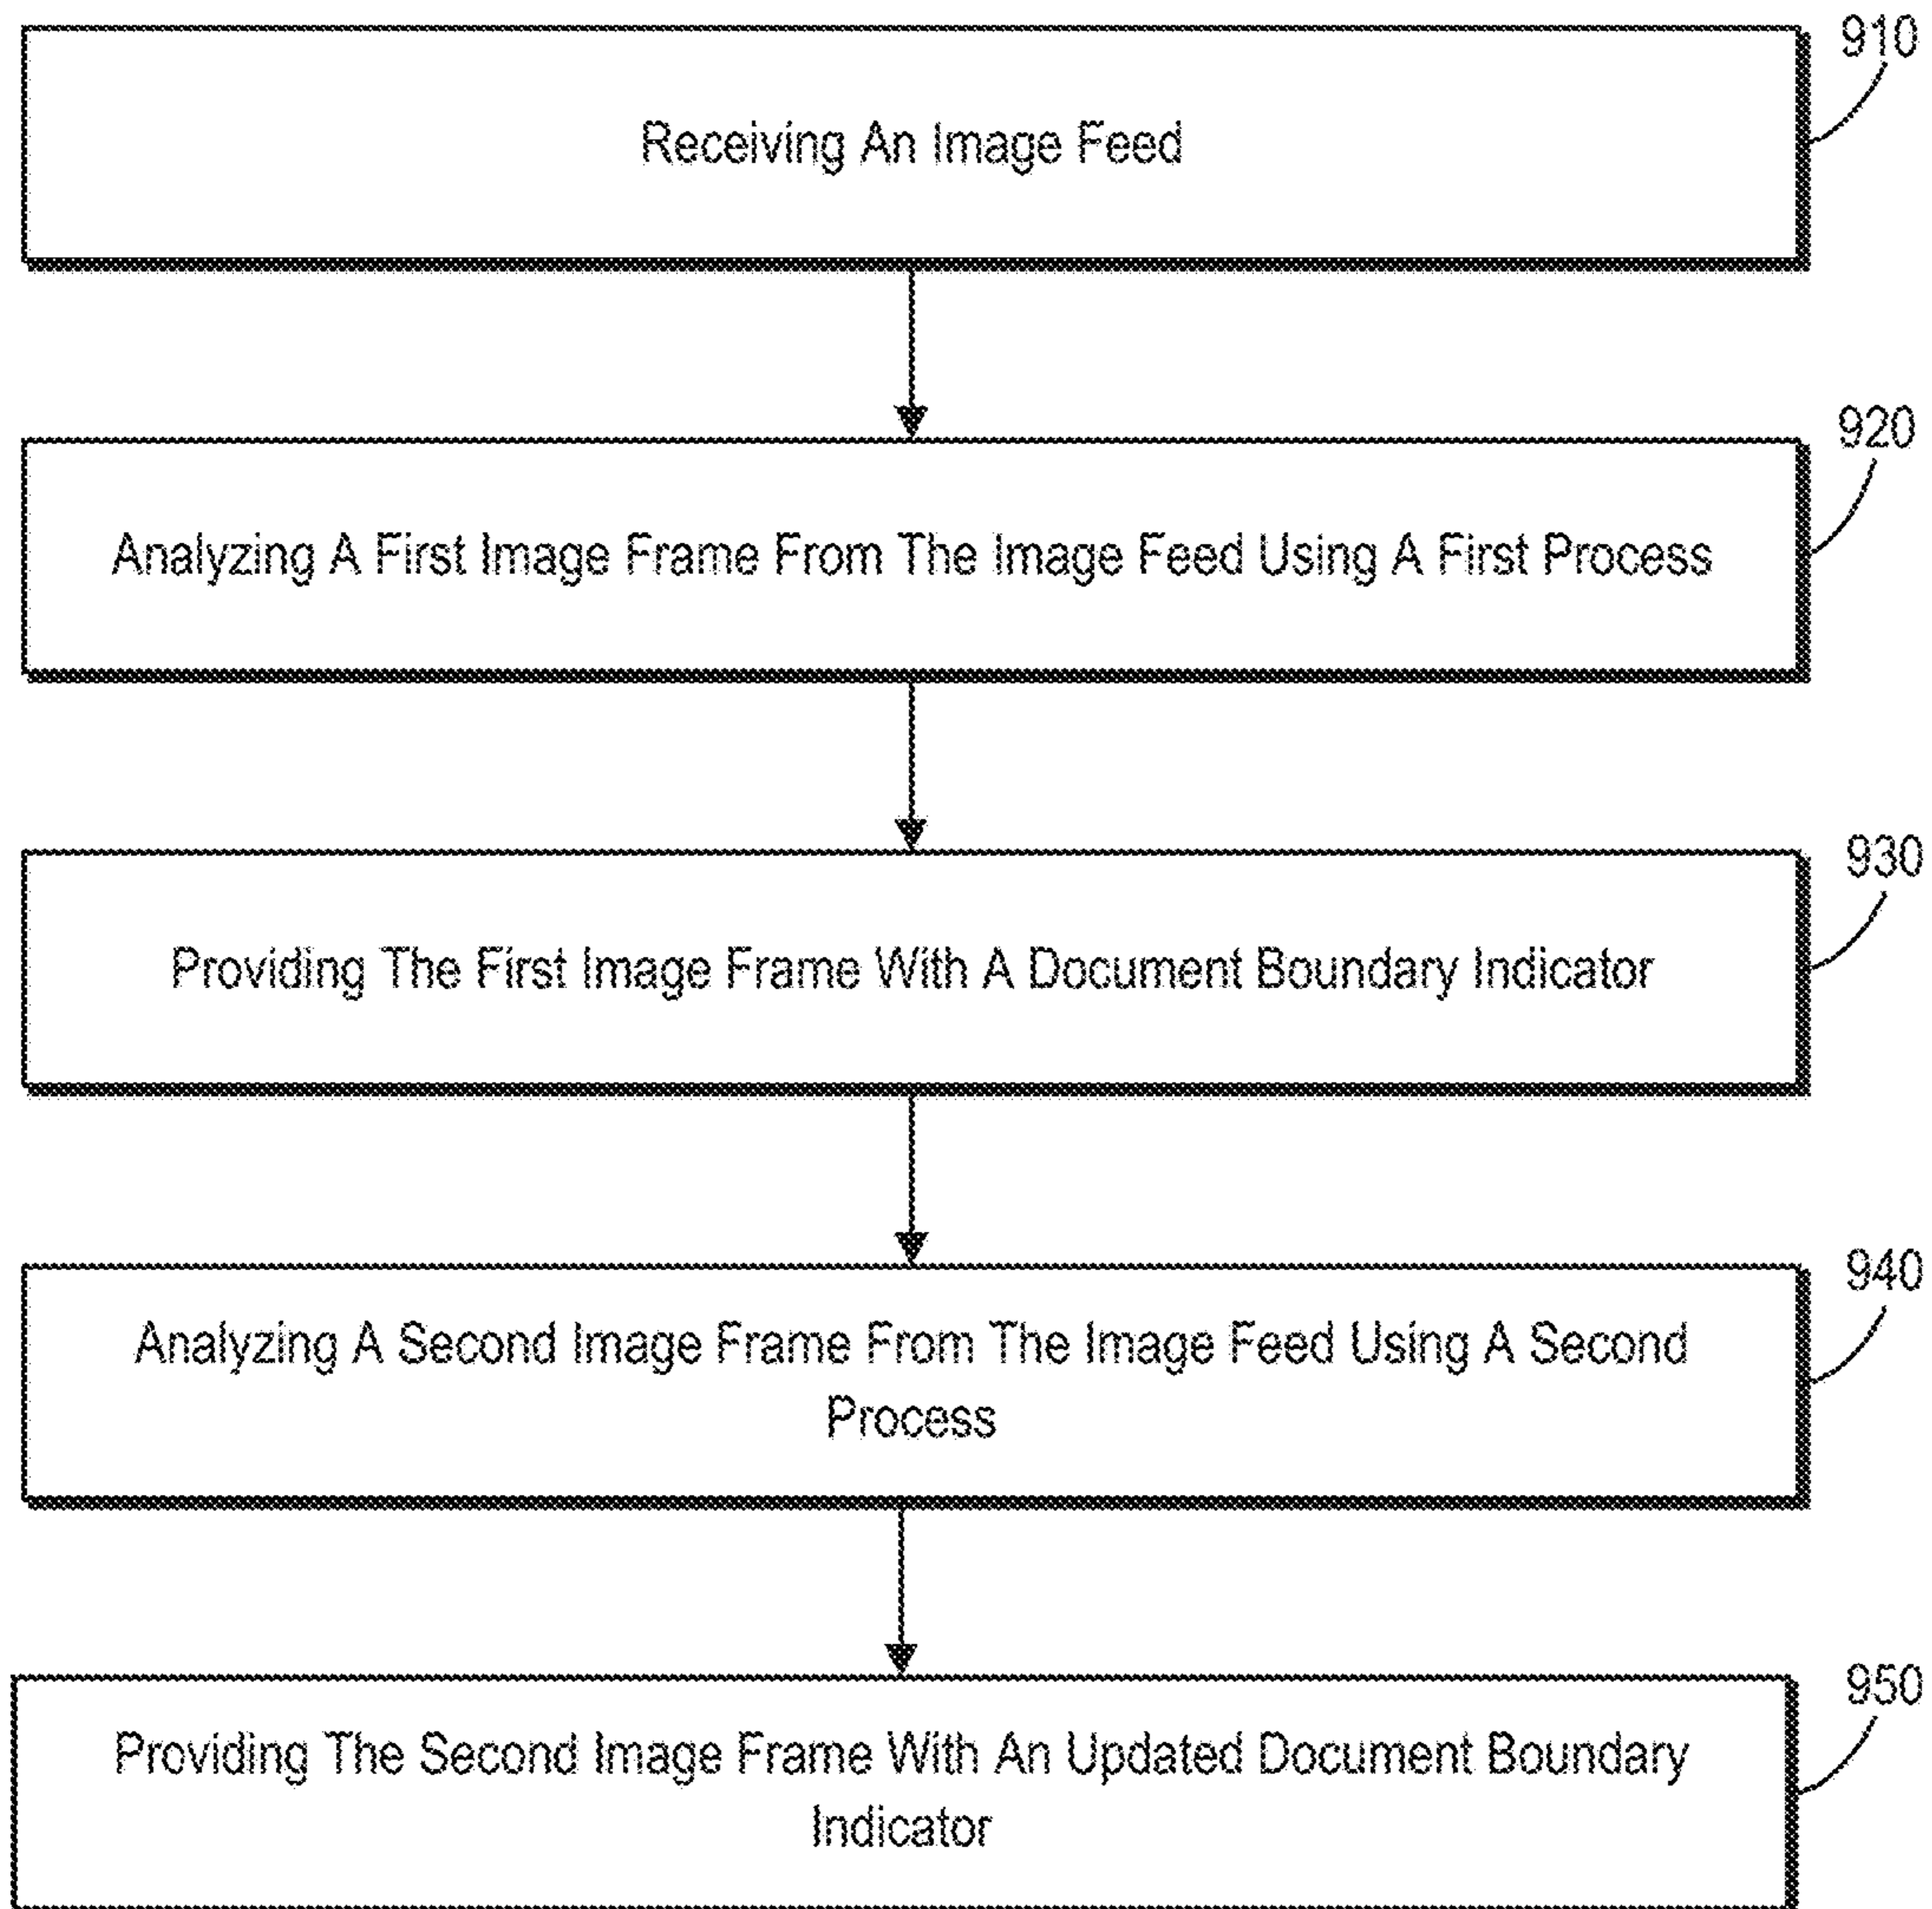 910
Receiving An Image Feed
920
Analyzing A First Image Frame From The Image Feed Using A First Process
930
Providing The First Image Frame With A Document Boundary Indicator
940
Analyzing A Second Image Frame From The Image Feed Using A Second
Process
950
Providing The Second Image Frame With An Updated Document Boundary
Indicator